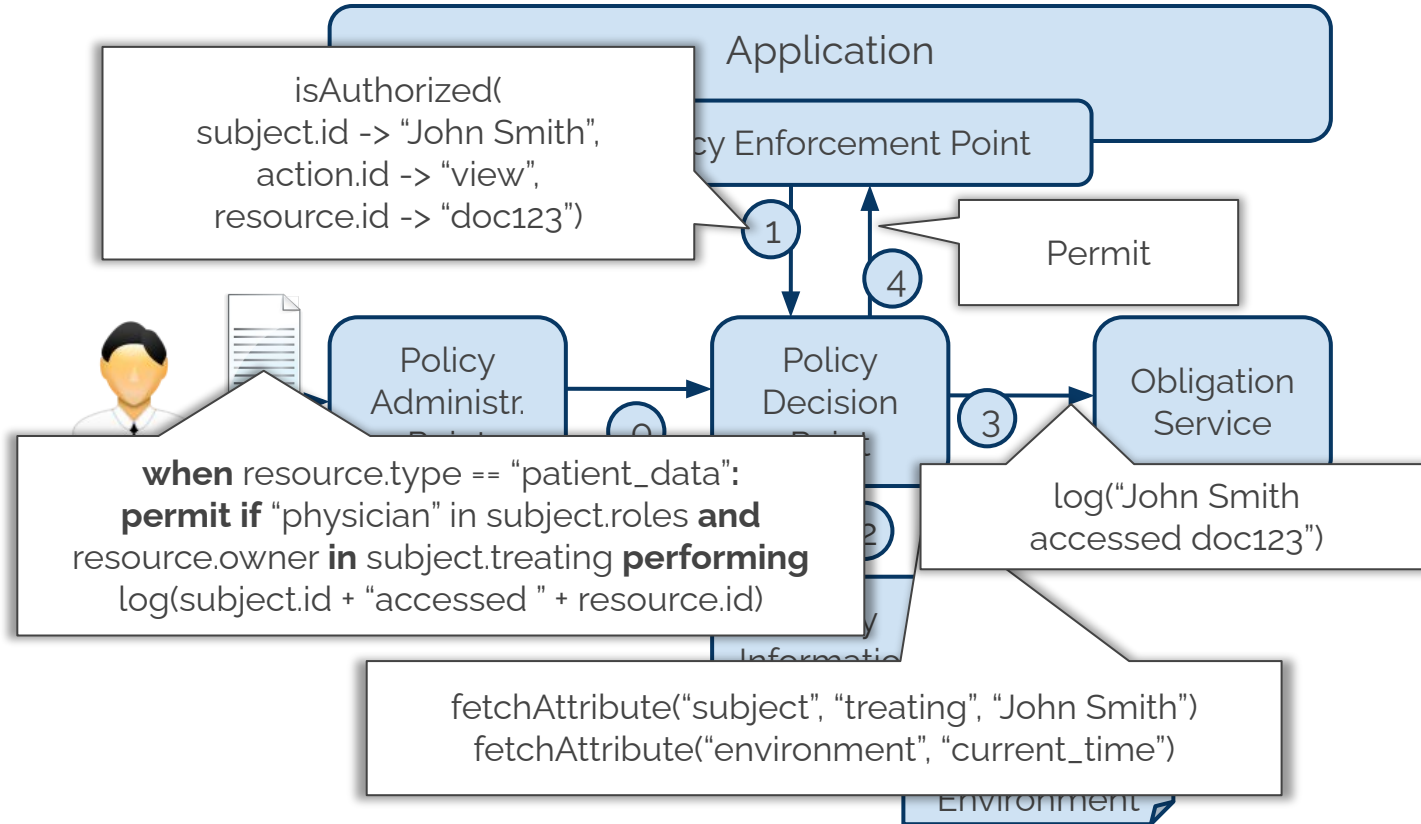 Application
isAuthorized(
subject.id -> “John Smith”,
action.id -> “view”,
resource.id -> “doc123”)
cy Enforcement Point
1
4
Permit
Policy
Administr.
Policy
Decision
3
Obligation
Service
when resource.type == “patient_data”:
permit if “physician” in subject.roles and
resource.owner in subject.treating performing
log(subject.id + “accessed ” + resource.id)
log(“John Smith
accessed doc123”)
2
fetchAttribute(“subject”, “treating”, “John Smith”)
fetchAttribute(“environment”, “current_time”)
Environment